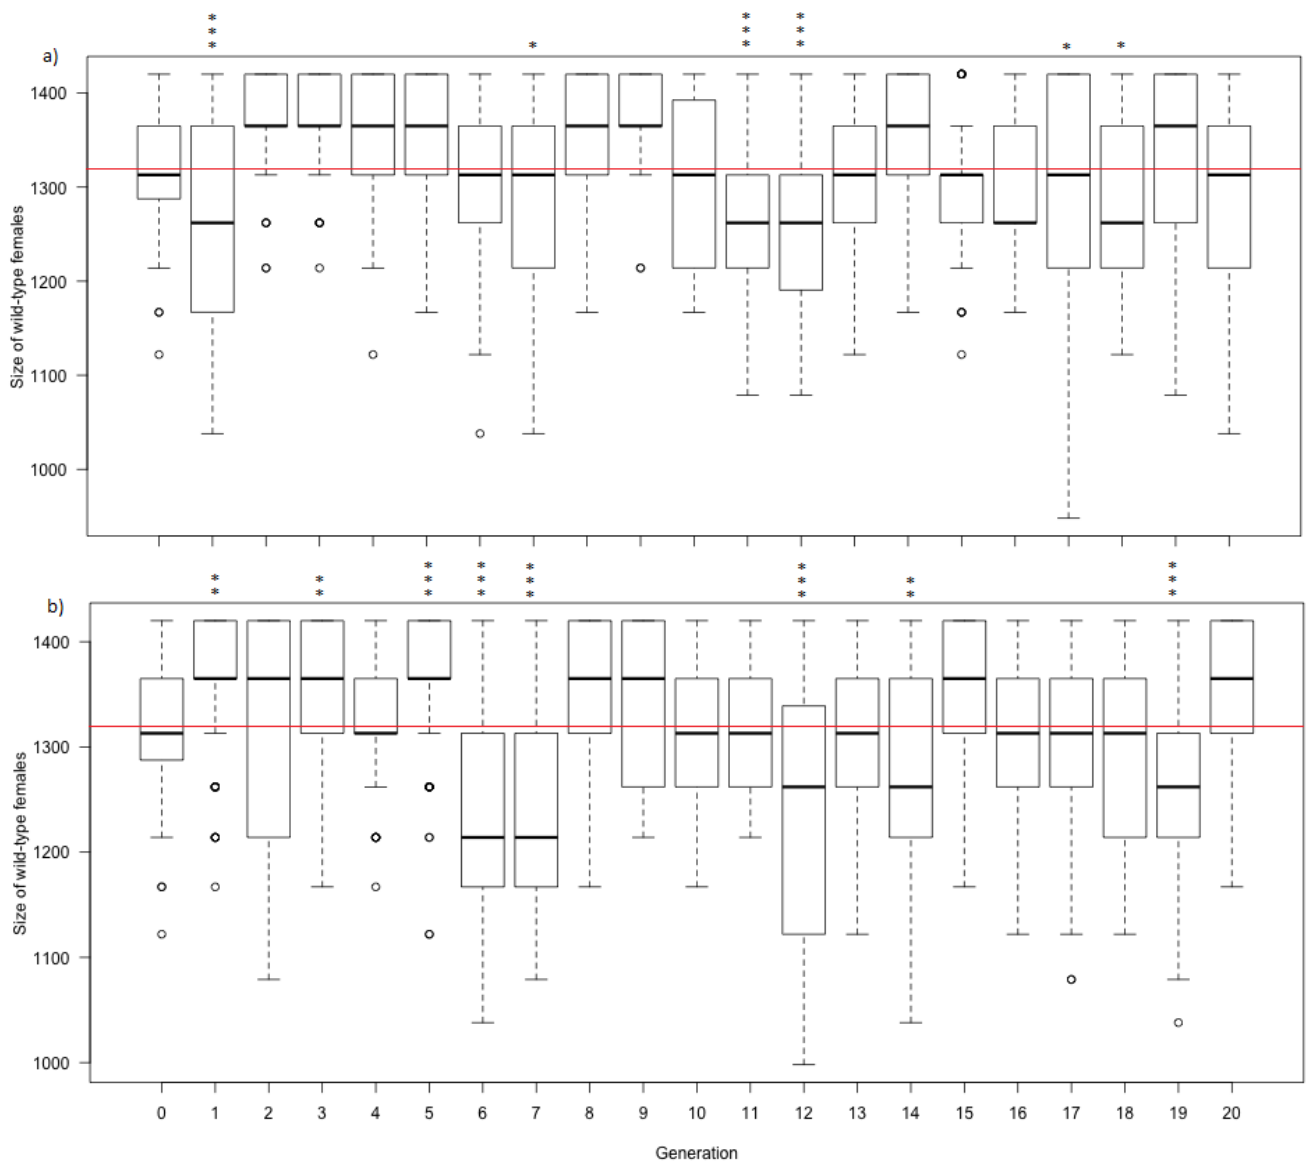 * * * * * * * * * * * *
a)
1400
1300
1200
1100
1000
Size of wild-type females
* * * * * * * * * * * * * * * * * * * * *
b)
1400
1300
1200
1100
1000
Size of wild-type females
0 1 2 3 4 5 6 7 8 9 10 11 12 13 14 15 16 17 18 19 20
Generation